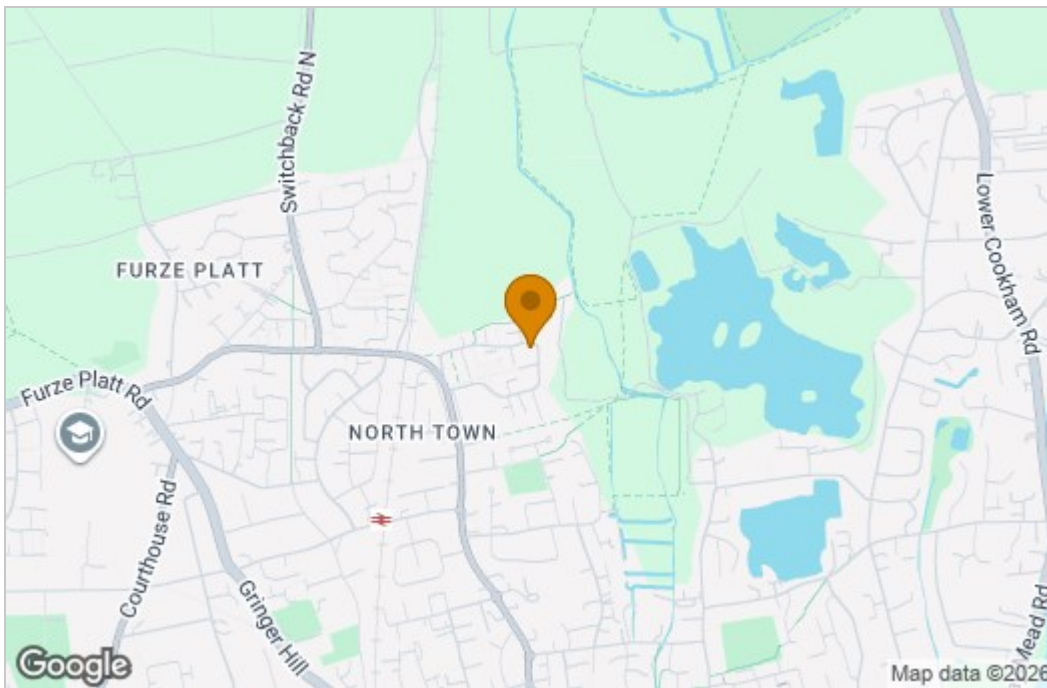 Switchback Rd N
FURZE PLATT
Lower Cookham Rd
Furze Platt Rd
NORTH TOWN
Courthouse Rd
Gringer Hill
Mead Rd
Google
Map data ©2026